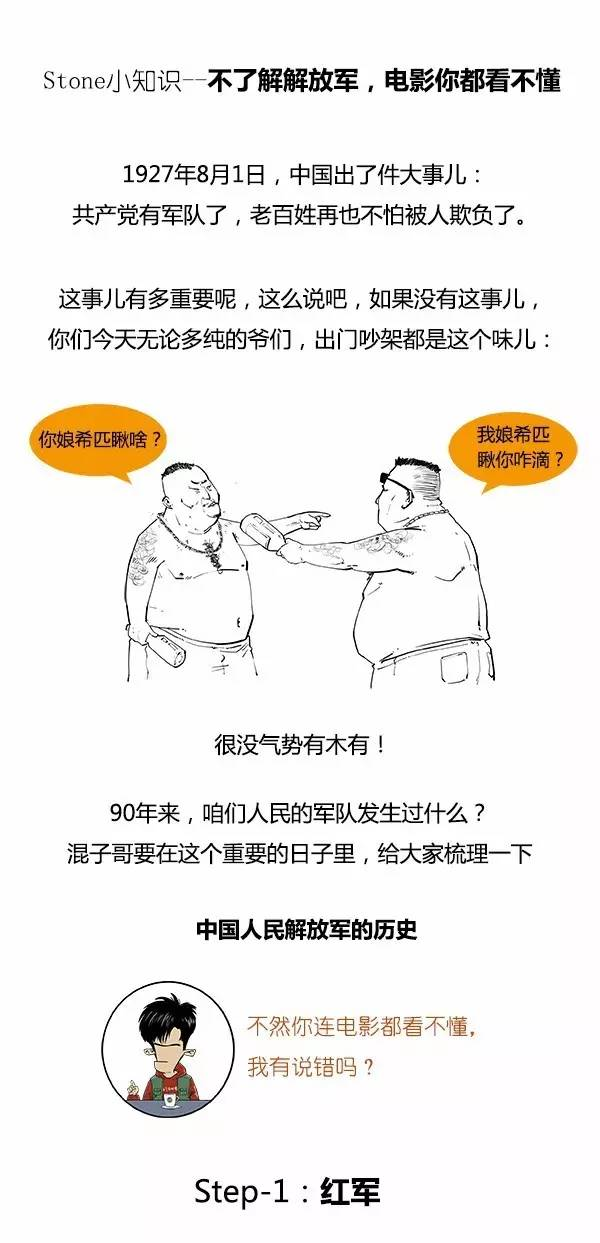 Stone小知识--不了解解放军，电影你都看不懂
1927年8月1日，中国出了件大事儿：
共产党有军队了，老百姓再也不怕被人欺负了。
这事儿有多重要呢，这么说吧，如果没有这事儿，
你们今天无论多纯的爷们，出门吵架都是这个味儿：
你娘希匹瞅啥？
我娘希匹
瞅你咋滴？
很没气势有木有！
90年来，咱们人民的军队发生过什么？
混子哥要在这个重要的日子里，给大家梳理一下
中国人民解放军的历史
不然你连电影都看不懂，
我有说错吗？
Step-1：红军